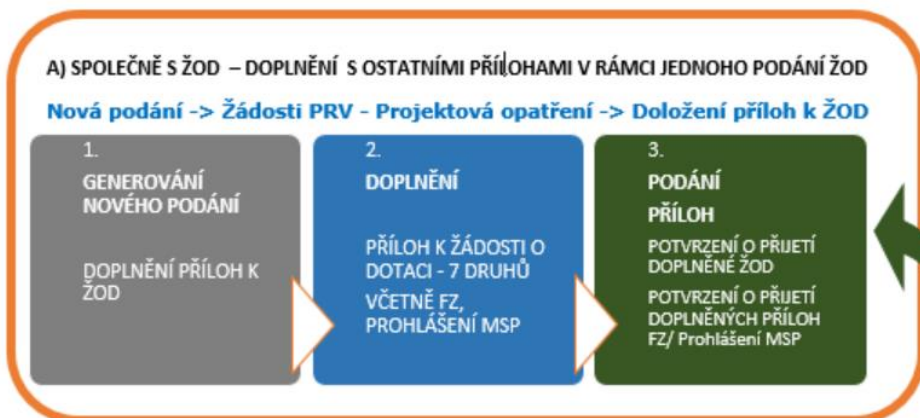 A) SPOLEČNĚ S ŽOD – DOPLNĚNÍ S OSTATNÍMI PŘÍLOHAMI V RÁMCI JEDNOHO PODÁNÍ ŽOD
Nová podání -> Žádosti PRV - Projektová opatření -> Doložení příloh k ŽOD
1.
GENEROVÁNÍ
NOVÉHO PODÁNÍ
DOPLNĚNÍ PŘÍLOH K
ŽOD
2.
DOPLNĚNÍ
PŘÍLOH K ŽÁDOSTI O
DOTACI - 7 DRUHŮ
VČETNĚ FZ,
PROHLÁŠENÍ MSP
3.
PODÁNÍ
PŘÍLOH
POTVRZENÍ O PŘIJETÍ
DOPLNĚNÉ ŽOD
POTVRZENÍ O PŘIJETÍ
DOPLNĚNÝCH PŘÍLOH
FZ/ Prohlášení MSP